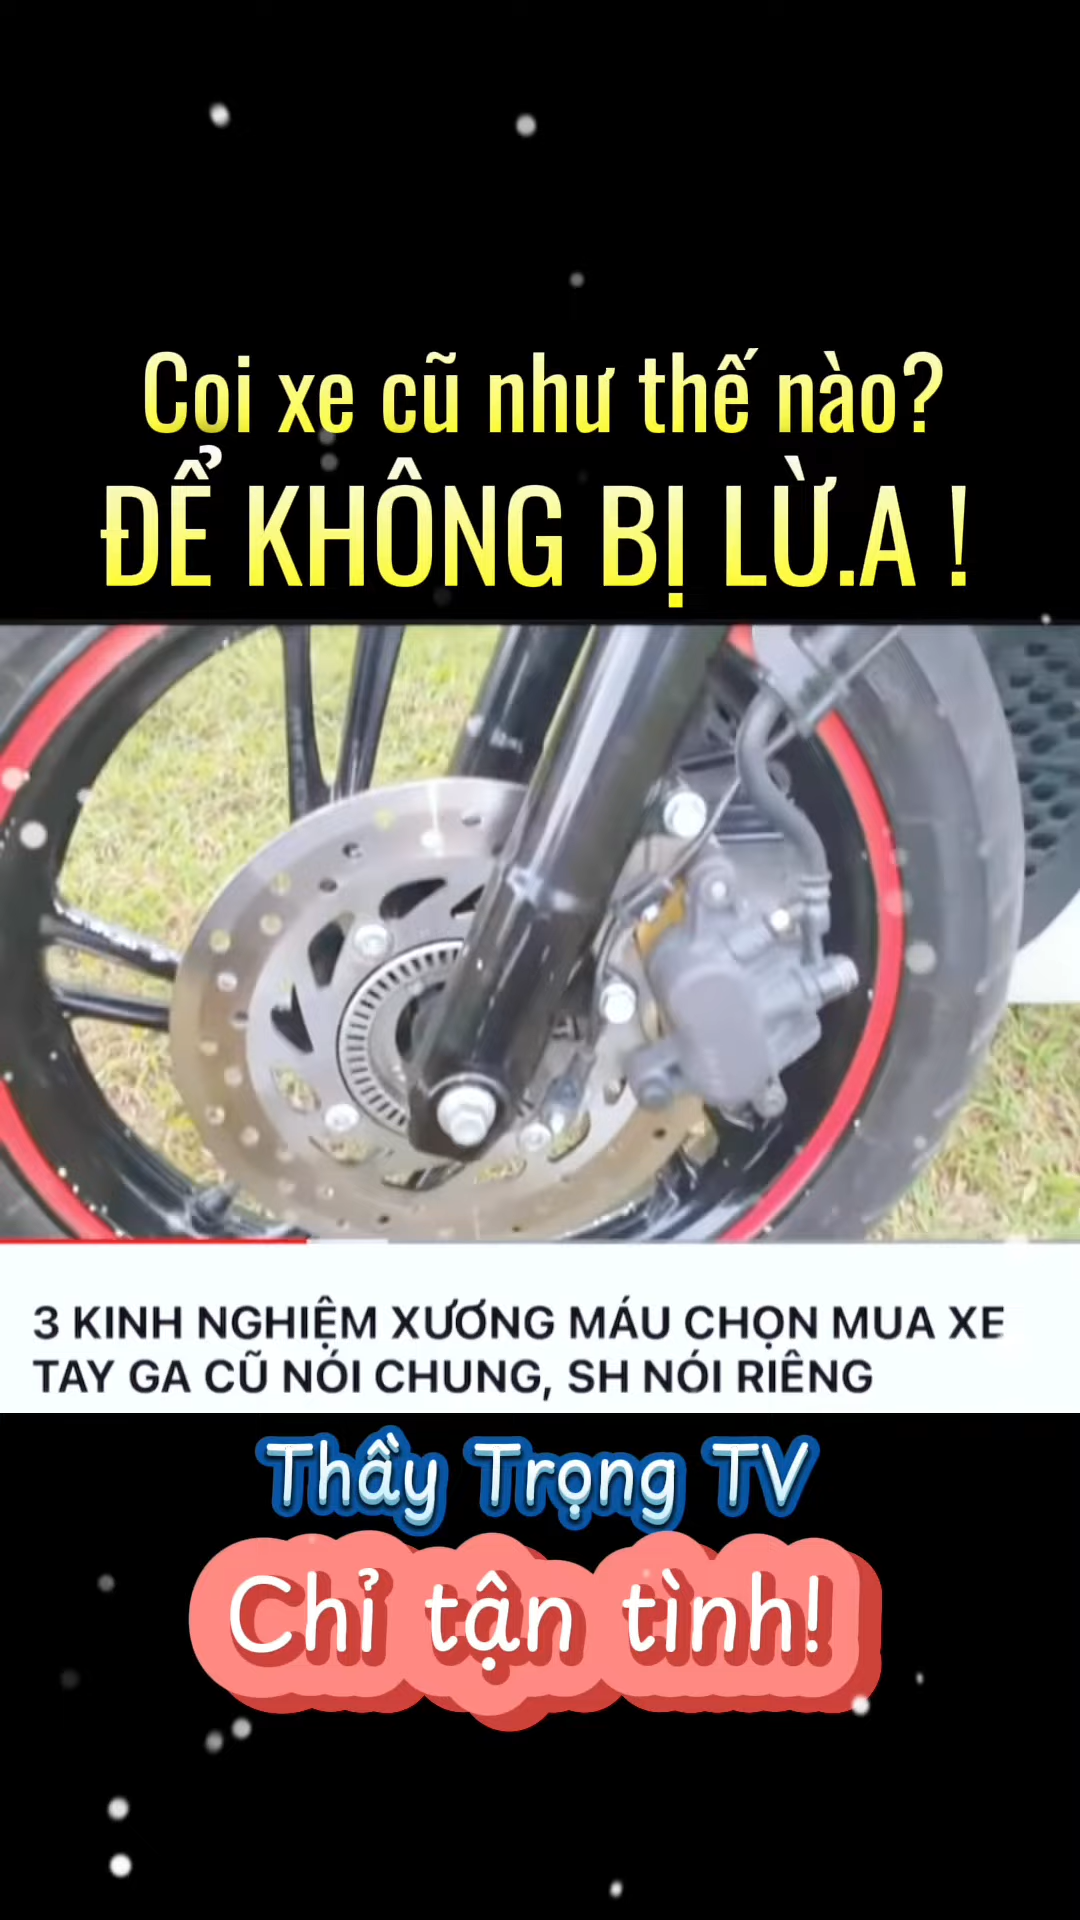 Coi xe cũ như thế nào?
ĐỂ KHÔNG BỊ LỪ.A !
3 KINH NGHIỆM XƯƠNG MÁU CHỌN MUA XE
TAY GA CŨ NÓI CHUNG, SH NÓI RIÊNG
Thầy Trọng TV
Chỉ tận tình!